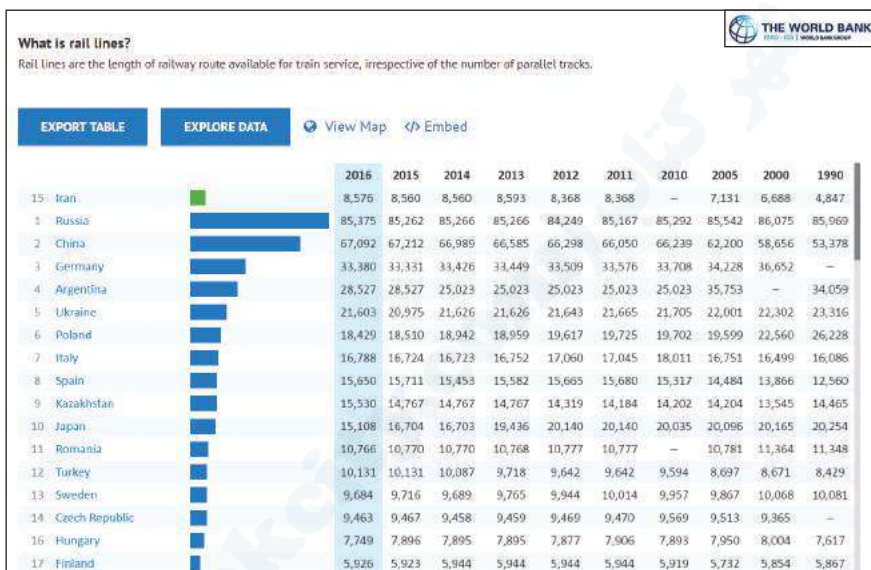 THE WORLD BANK
IBRD - IDA | WORLD BANK GROUP
What is rail lines?
Rail lines are the length of railway route available for train service, irrespective of the number of parallel tracks.
EXPORT TABLE EXPLORE DATA View Map </> Embed
2016 2015 2014 2013 2012 2011 2010 2005 2000 1990
15 Iran 8,576 8,560 8,560 8,593 8,368 8,368 – 7,131 6,688 4,847
1 Russia 85,375 85,262 85,266 85,266 84,249 85,167 85,292 85,542 86,075 85,969
2 China 67,092 67,212 66,989 66,585 66,298 66,050 66,239 62,200 58,656 53,378
3 Germany 33,380 33,331 33,426 33,449 33,509 33,576 33,708 34,228 36,652 –
4 Argentina 28,527 28,527 25,023 25,023 25,023 25,023 25,023 35,753 – 34,059
5 Ukraine 21,603 20,975 21,626 21,626 21,643 21,665 21,705 22,001 22,302 23,316
6 Poland 18,429 18,510 18,942 18,959 19,617 19,725 19,702 19,599 22,560 26,228
7 Italy 16,788 16,724 16,723 16,752 17,060 17,045 18,011 16,751 16,499 16,086
8 Spain 15,650 15,711 15,453 15,582 15,665 15,680 15,317 14,484 13,866 12,560
9 Kazakhstan 15,530 14,767 14,767 14,767 14,319 14,184 14,202 14,204 13,545 14,465
10 Japan 15,108 16,704 16,703 19,436 20,140 20,140 20,035 20,096 20,165 20,254
11 Romania 10,766 10,770 10,770 10,768 10,777 10,777 – 10,781 11,364 11,348
12 Turkey 10,131 10,131 10,087 9,718 9,642 9,642 9,594 8,697 8,671 8,429
13 Sweden 9,684 9,716 9,689 9,765 9,944 10,014 9,957 9,867 10,068 10,081
14 Czech Republic 9,463 9,467 9,458 9,459 9,469 9,470 9,569 9,513 9,365 –
16 Hungary 7,749 7,896 7,895 7,895 7,877 7,906 7,893 7,950 8,004 7,617
17 Finland 5,926 5,923 5,944 5,944 5,944 5,944 5,919 5,732 5,854 5,867